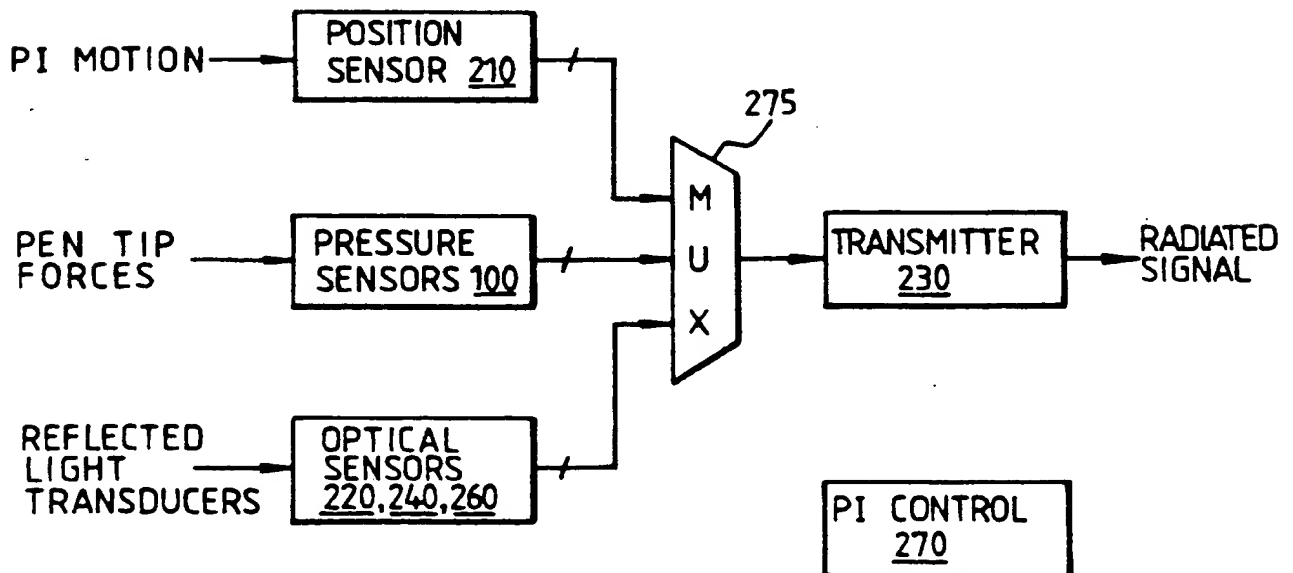 PI MOTION
POSITION
SENSOR 210
275
PEN TIP
FORCES
PRESSURE
SENSORS 100
M
U
X
TRANSMITTER
230
RADIATED
SIGNAL
REFLECTED
LIGHT
TRANSDUCERS
OPTICAL
SENSORS
220, 240, 260
PI CONTROL
270